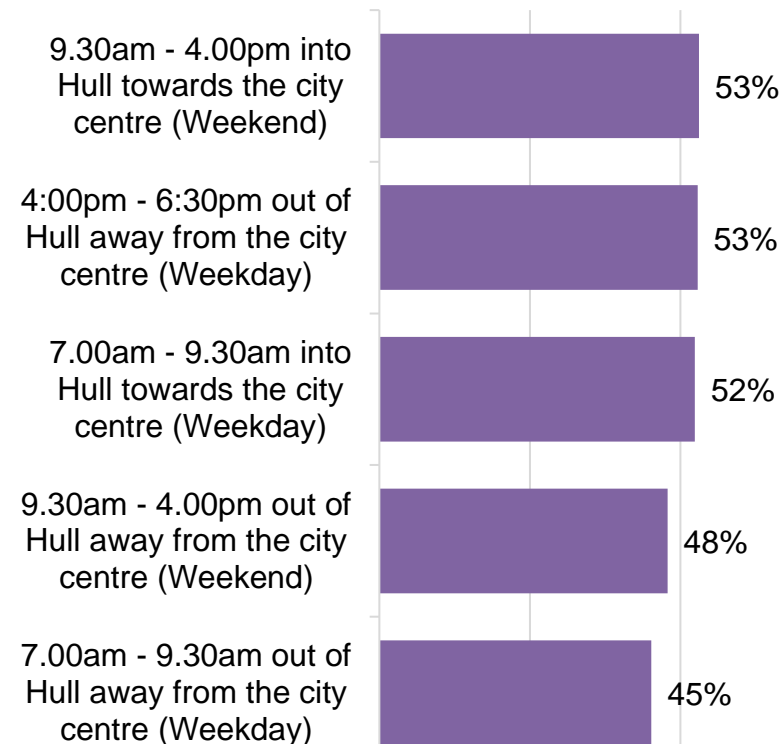 9.30am - 4.00pm into
Hull towards the city
centre (Weekend)
53%
4:00pm - 6:30pm out of
Hull away from the city
centre (Weekday)
53%
7.00am - 9.30am into
Hull towards the city
centre (Weekday)
52%
9.30am - 4.00pm out of
Hull away from the city
centre (Weekend)
48%
7.00am - 9.30am out of
Hull away from the city
centre (Weekday)
45%